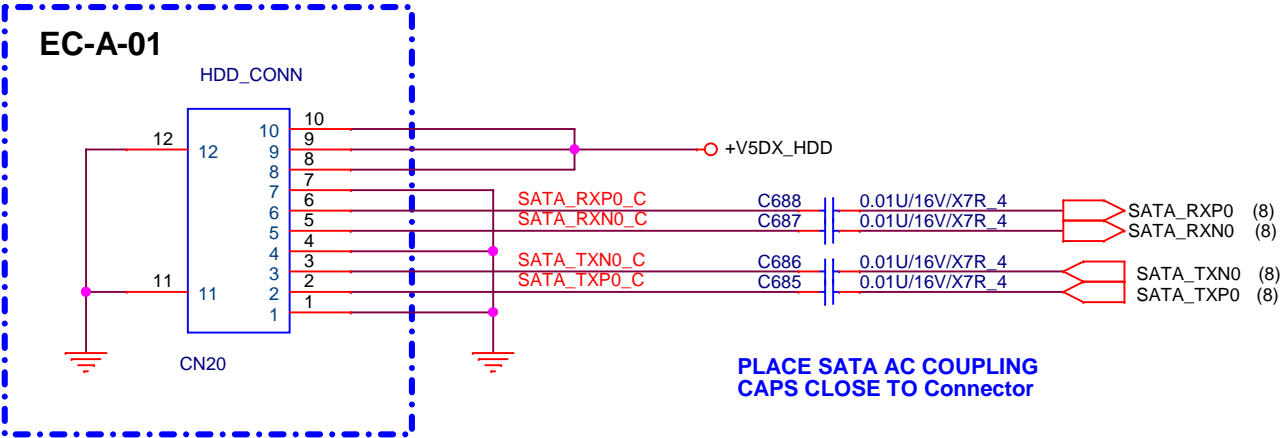 EC-A-01
HDD_CONN
10 10
12 12 9 9 +V5DX_HDD
8 8
7 7
6 6 SATA_RXP0_C C688 0.01U/16V/X7R_4 SATA_RXP0 (8)
5 5 SATA_RXN0_C C687 0.01U/16V/X7R_4 SATA_RXN0 (8)
4 4
3 3 SATA_TXN0_C C686 0.01U/16V/X7R_4 SATA_TXN0 (8)
11 11 2 2 SATA_TXP0_C C685 0.01U/16V/X7R_4 SATA_TXP0 (8)
1 1
CN20
PLACE SATA AC COUPLING
CAPS CLOSE TO Connector